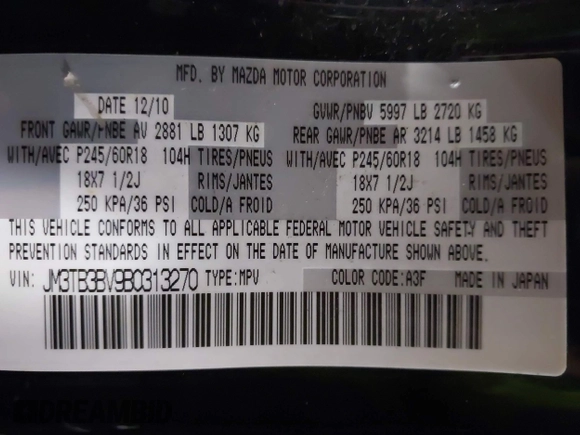 MFD. BY MAZDA MOTOR CORPORATION
DATE 12/10 GVWR/PNBV 5997 LB 2720 KG
FRONT GAWR/PNBE AV 2881 LB 1307 KG REAR GAWR/PNBE AR 3214 LB 1458 KG
WITH/AVEC P245/60R18 104H TIRES/PNEUS WITH/AVEC P245/60R18 104H TIRES/PNEUS
18X7 1/2J RIMS/JANTES 18X7 1/2J RIMS/JANTES
250 KPA/36 PSI COLD/A FROID 250 KPA/36 PSI COLD/A FROID
THIS VEHICLE CONFORMS TO ALL APPLICABLE FEDERAL MOTOR VEHICLE SAFETY AND THEFT
PREVENTION STANDARDS IN EFFECT ON THE DATE OF MANUFACTURE SHOWN ABOVE.
VIN: JM3TB3BV9B0313270 TYPE:MPV COLOR CODE:A3F MADE IN JAPAN
DREAMBID